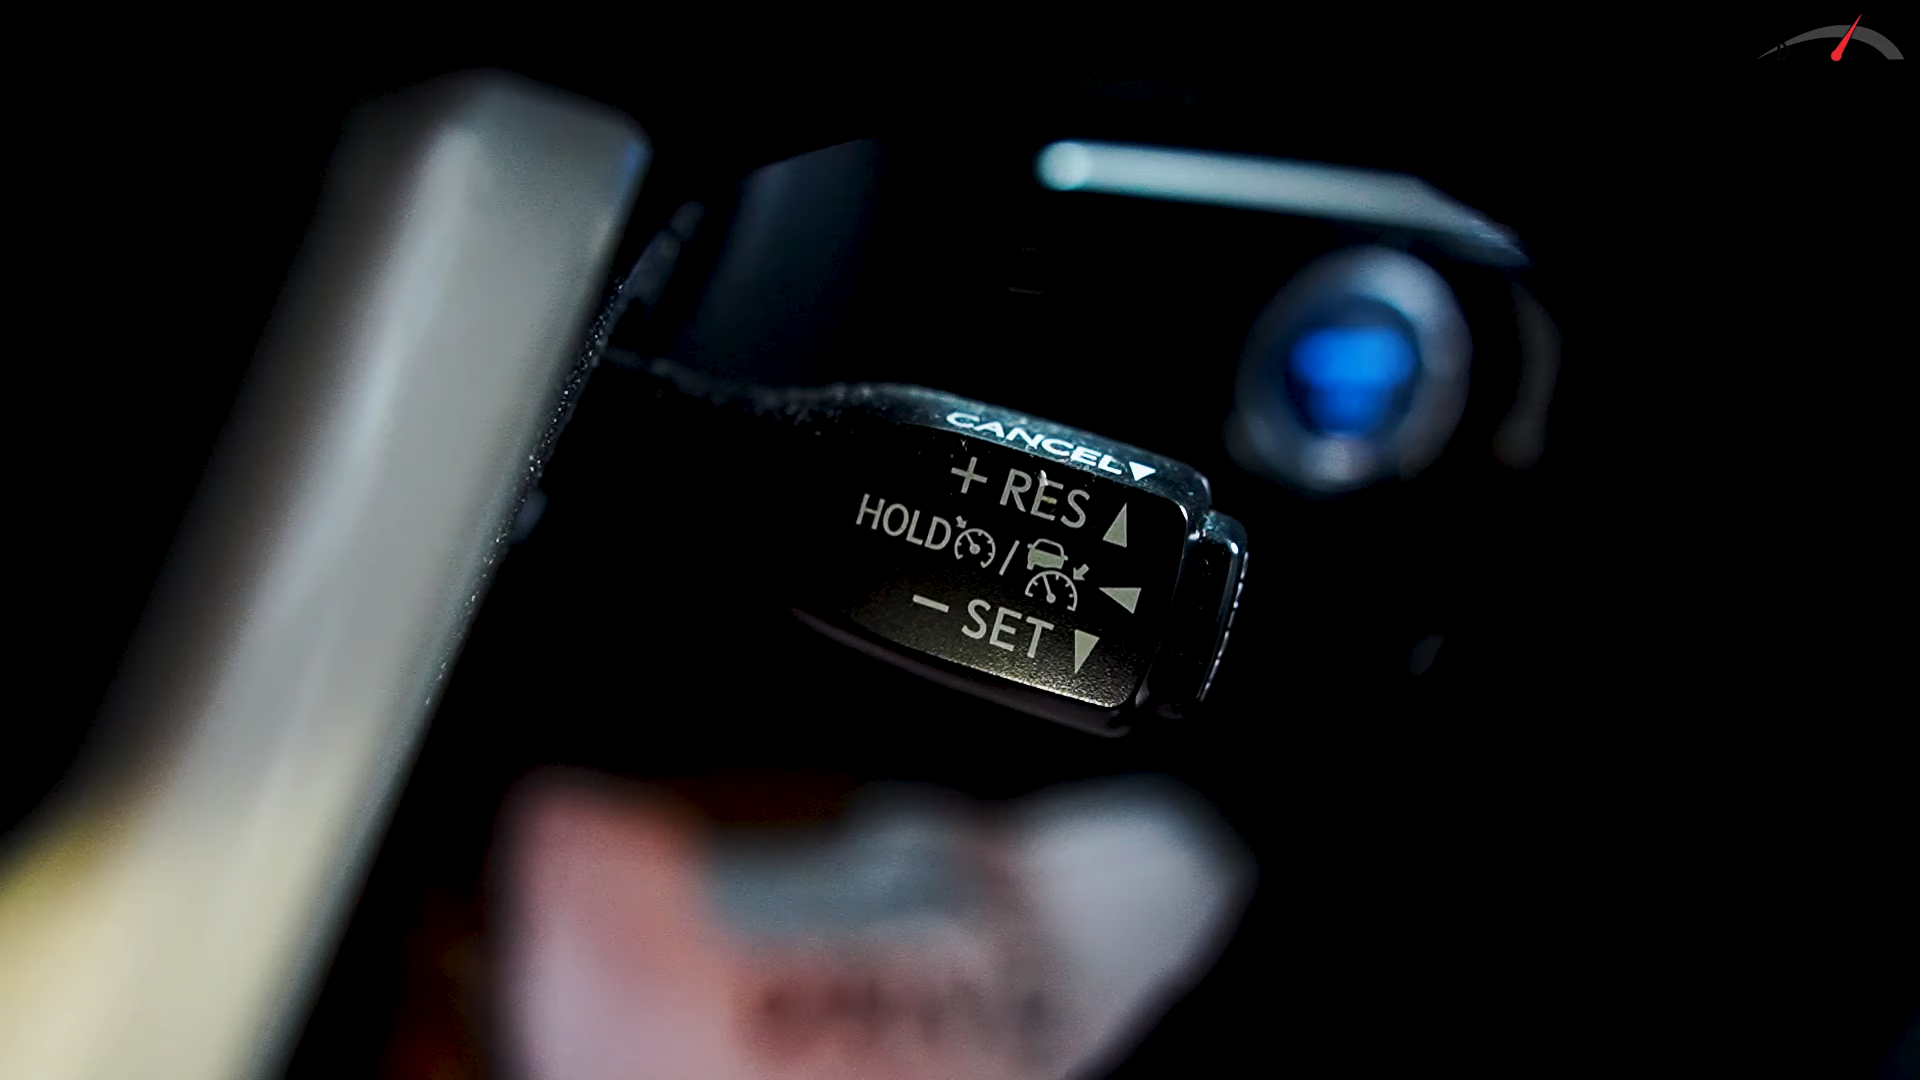 CANCEL▼
+ RES ▲
HOLD / ◀
− SET ▼